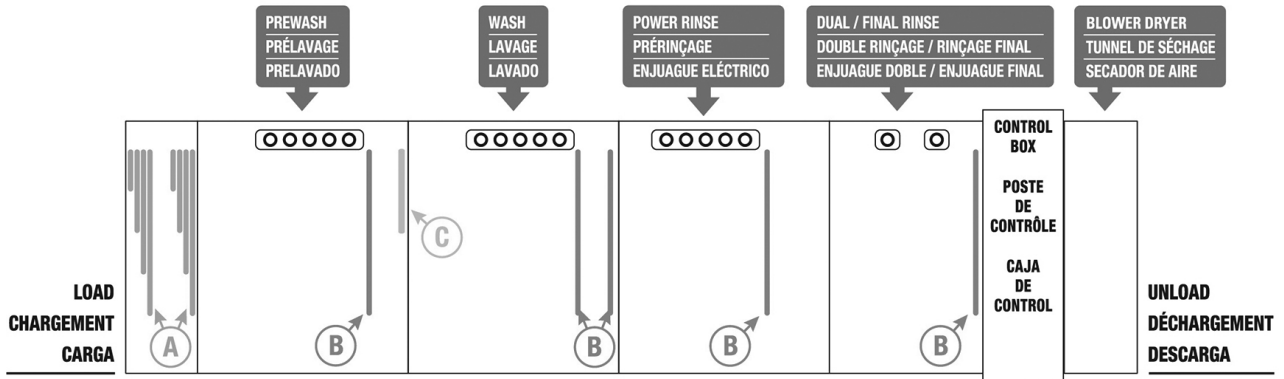 PREWASH
PRÉLAVAGE
PRELAVADO
WASH
LAVAGE
LAVADO
POWER RINSE
PRÉRINÇAGE
ENJUAGUE ELÉCTRICO
DUAL / FINAL RINSE
DOUBLE RINÇAGE / RINÇAGE FINAL
ENJUAGUE DOBLE / ENJUAGUE FINAL
BLOWER DRYER
TUNNEL DE SÉCHAGE
SECADOR DE AIRE
CONTROL
BOX
POSTE
DE
CONTRÔLE
CAJA
DE
CONTROL
C
LOAD
CHARGEMENT
CARGA
A
B
B
B
B
UNLOAD
DÉCHARGEMENT
DESCARGA